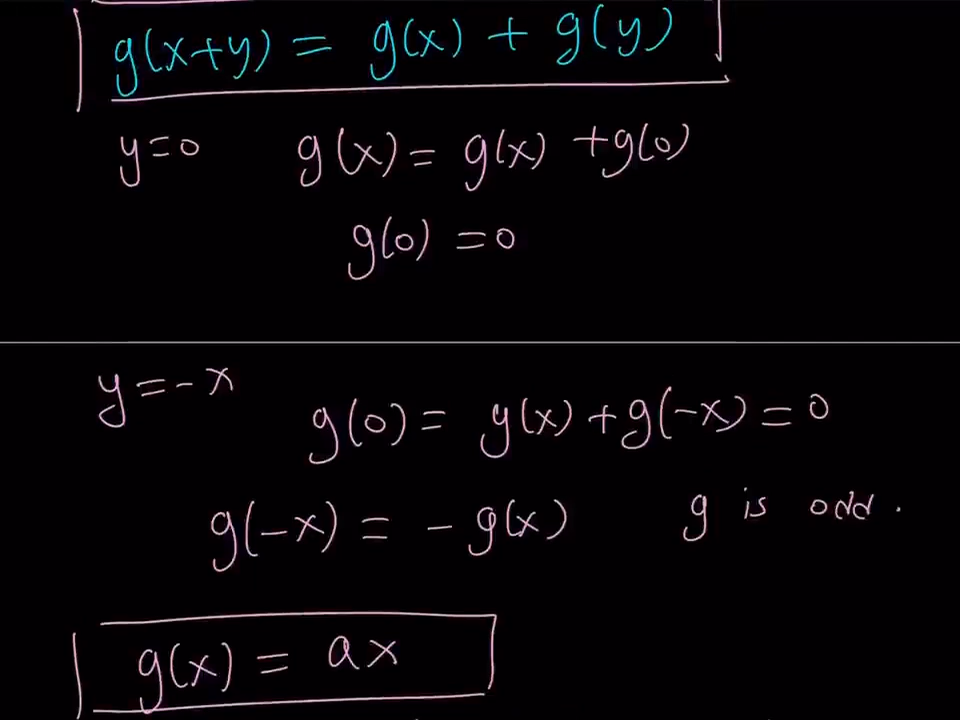 g(x+y) = g(x) + g(y)
y=0 g(x) = g(x) +g(0)
g(0) =0
y=-x
g(0) = g(x) +g(-x) =0
g(-x) = -g(x) g is odd.
g(x) = ax